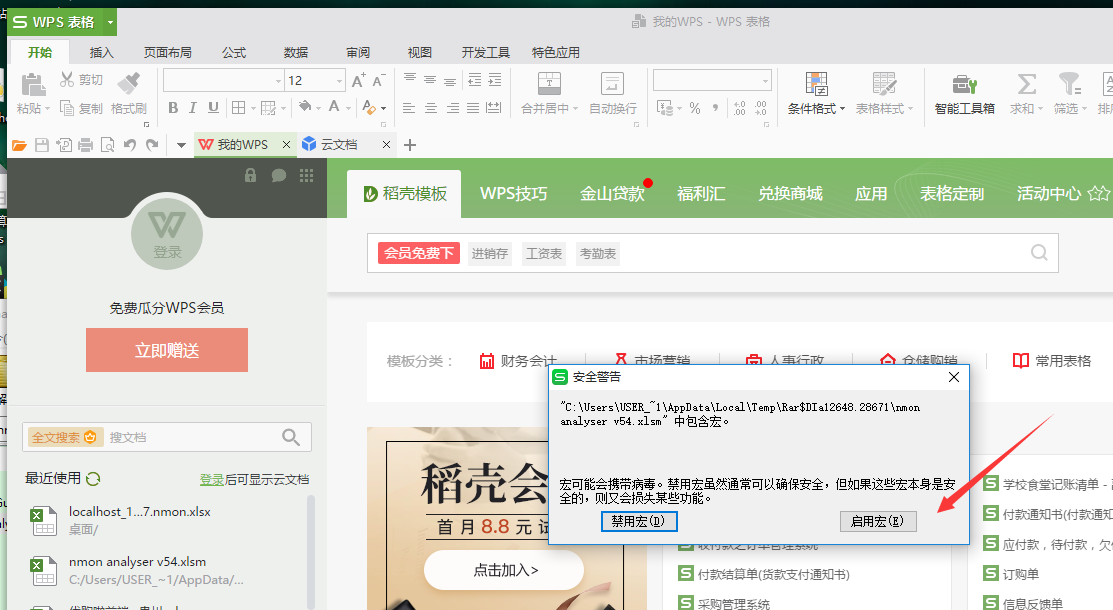 WPS 表格
我的WPS - WPS 表格
开始 插入 页面布局 公式 数据 审阅 视图 开发工具 特色应用
剪切 12 A+ A-
粘贴 复制 格式刷 B I U 合并居中 自动换行 % 条件格式 表格样式 智能工具箱 求和 筛选
我的WPS 云文档
登录
免费瓜分WPS会员
立即赠送
全文搜索 搜文档
最近使用 登录后可显示云文档
localhost_1...7.nmon.xlsx
桌面/
nmon analyser v54.xlsm
C:/Users/USER_~1/AppData/...
稻壳模板 WPS技巧 金山贷款 福利汇 兑换商城 应用 表格定制 活动中心
会员免费下 进销存 工资表 考勤表
模板分类： 财务会计 市场营销 人事行政 仓储购销 常用表格
稻壳会
首月8.8元
点击加入>
安全警告
"C:\Users\USER_~1\AppData\Local\Temp\Rar$DIa12648.28671\nmon
analyser v54.xlsm" 中包含宏。
宏可能会携带病毒。禁用宏虽然通常可以确保安全，但如果这些宏本身是安
全的，则又会损失某些功能。
禁用宏(D) 启用宏(E)
付款结算单(货款支付通知书)
采购管理系统
学校食堂记账清单 -
付款通知书(付款通知
应付款，待付款，欠
订购单
信息反馈单